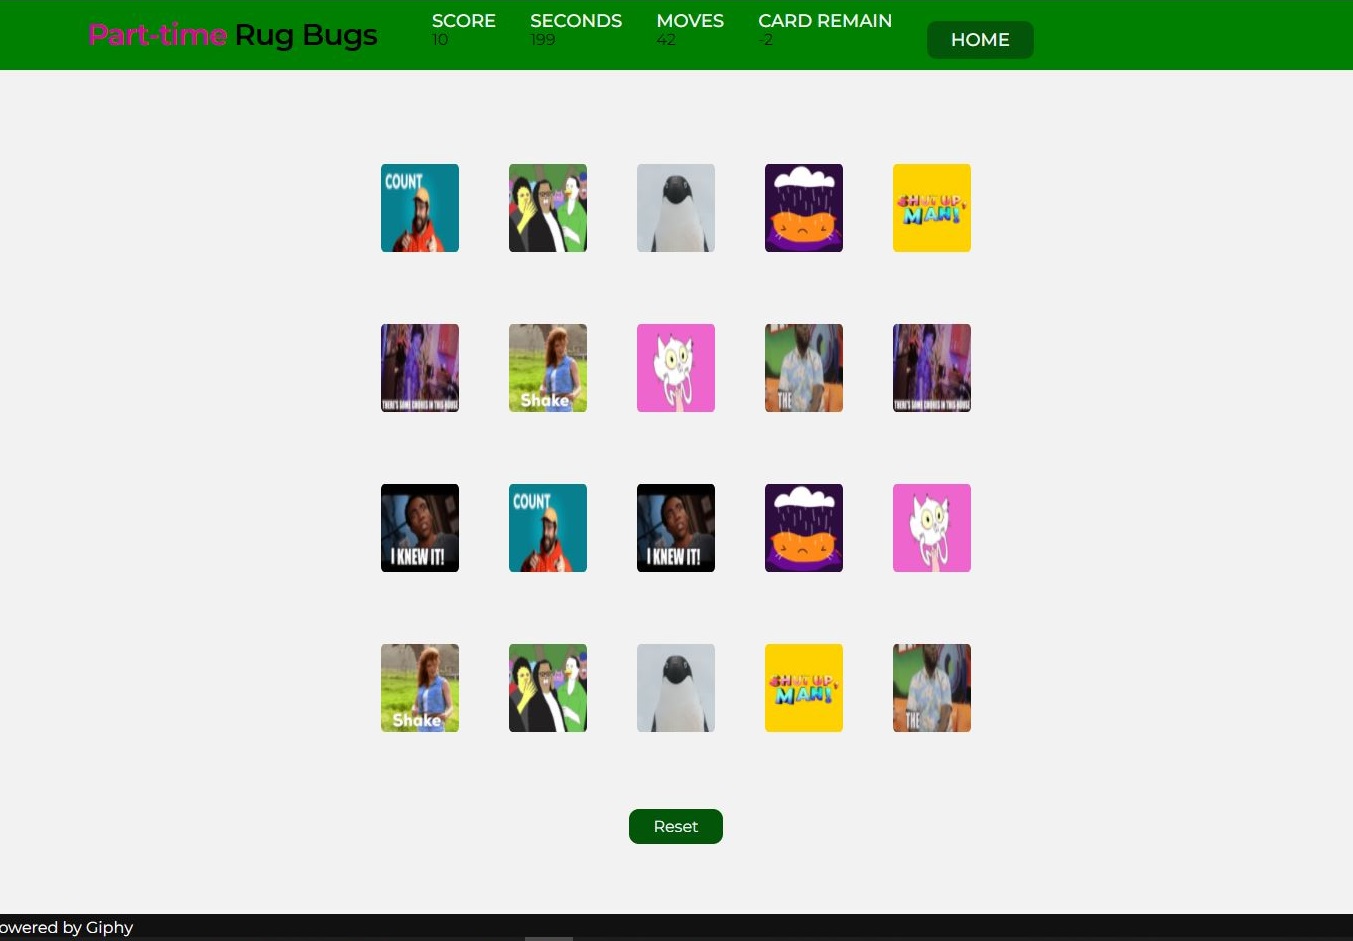 Part-time Rug Bugs
SCORE SECONDS MOVES CARD REMAIN
10 199 42 -2
HOME
COUNT
SHUT UP, MAN!
THERE'S SOME CHORES IN THIS HOUSE
Shake
THE
THERE'S SOME CHORES IN THIS HOUSE
I KNEW IT!
COUNT
I KNEW IT!
Shake
SHUT UP, MAN!
THE
Reset
owered by Giphy